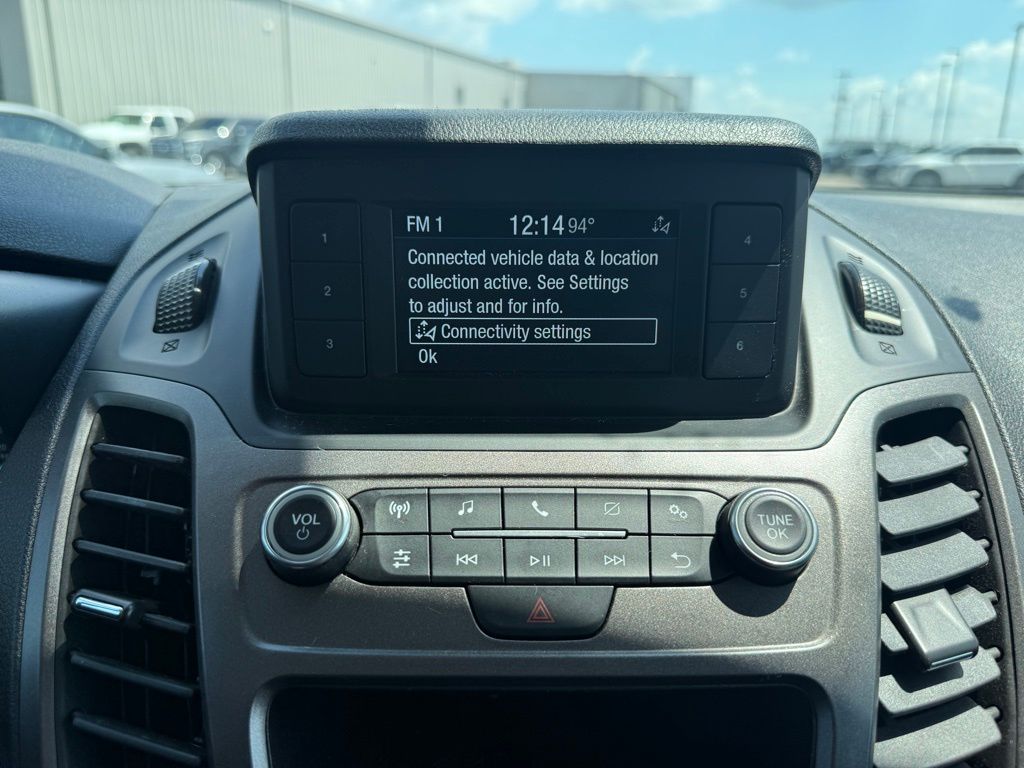 FM 1 12:14 94°
Connected vehicle data & location
collection active. See Settings
to adjust and for info.
Connectivity settings
Ok
1
2
3
4
5
6
VOL
TUNE
OK